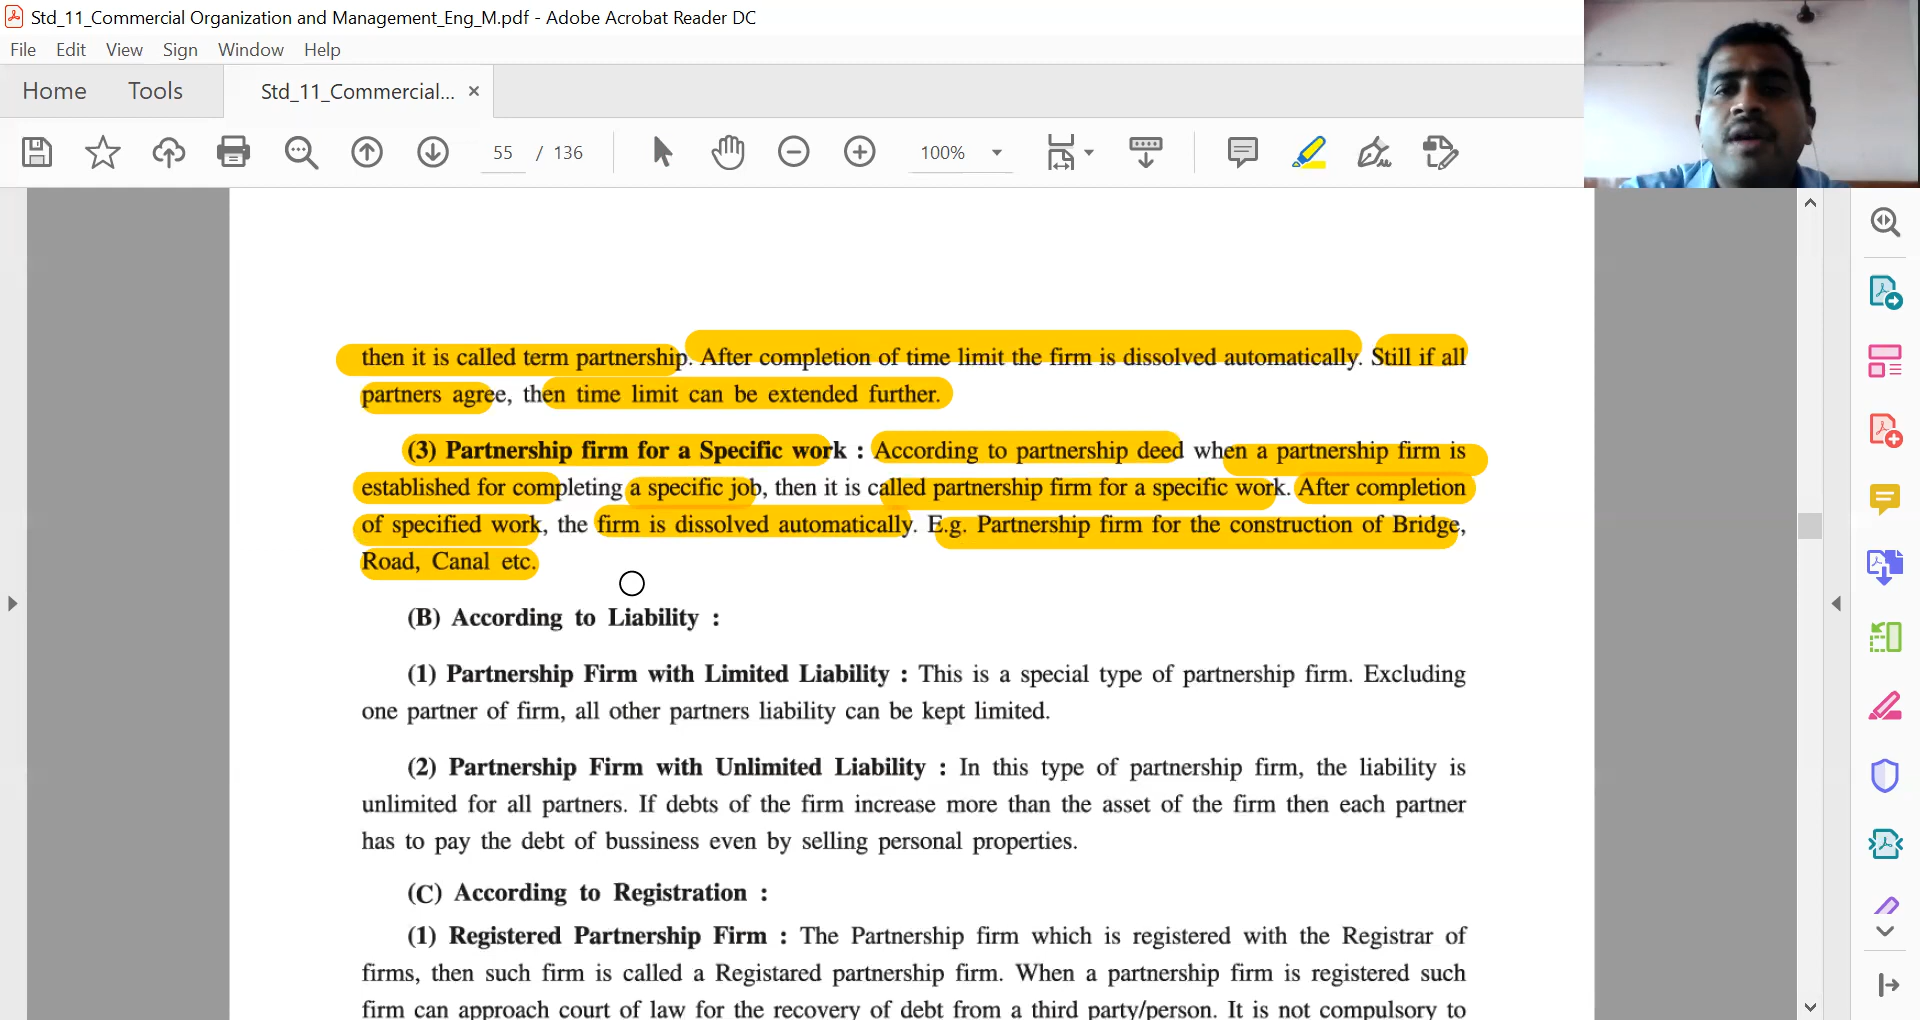 Std_11_Commercial Organization and Management_Eng_M.pdf - Adobe Acrobat Reader DC
File Edit View Sign Window Help
Home Tools Std_11_Commercial... ×
55 / 136 100%
then it is called term partnership. After completion of time limit the firm is dissolved automatically. Still if all
partners agree, then time limit can be extended further.
(3) Partnership firm for a Specific work : According to partnership deed when a partnership firm is
established for completing a specific job, then it is called partnership firm for a specific work. After completion
of specified work, the firm is dissolved automatically. E.g. Partnership firm for the construction of Bridge,
Road, Canal etc.
(B) According to Liability :
(1) Partnership Firm with Limited Liability : This is a special type of partnership firm. Excluding
one partner of firm, all other partners liability can be kept limited.
(2) Partnership Firm with Unlimited Liability : In this type of partnership firm, the liability is
unlimited for all partners. If debts of the firm increase more than the asset of the firm then each partner
has to pay the debt of bussiness even by selling personal properties.
(C) According to Registration :
(1) Registered Partnership Firm : The Partnership firm which is registered with the Registrar of
firms, then such firm is called a Registared partnership firm. When a partnership firm is registered such
firm can approach court of law for the recovery of debt from a third party/person. It is not compulsory to